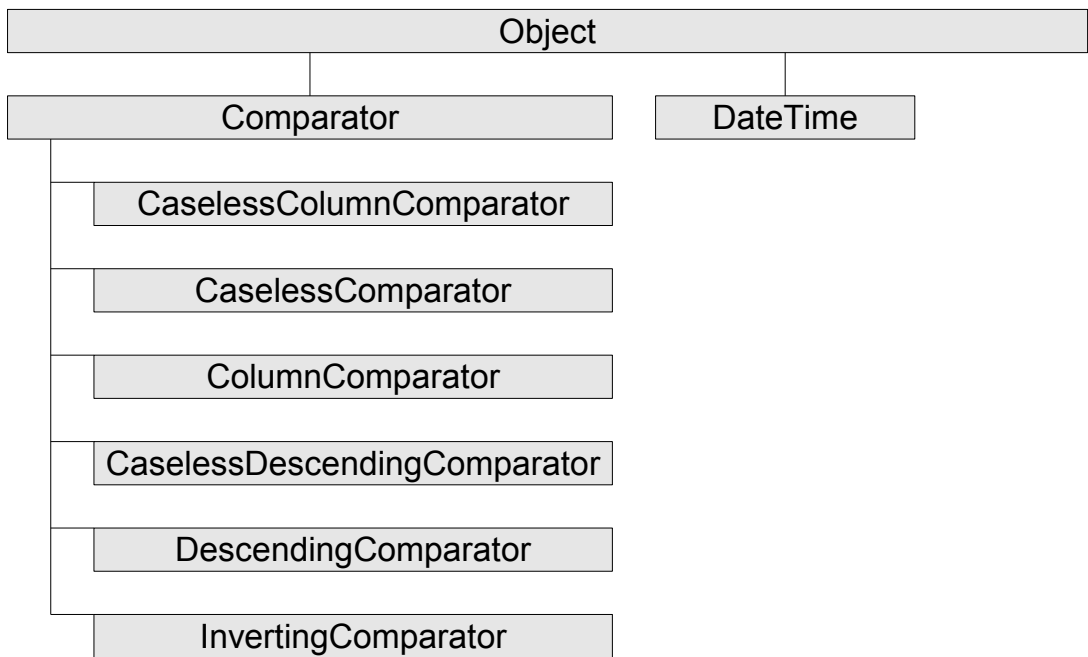 Object
Comparator
DateTime
CaselessColumnComparator
CaselessComparator
ColumnComparator
CaselessDescendingComparator
DescendingComparator
InvertingComparator